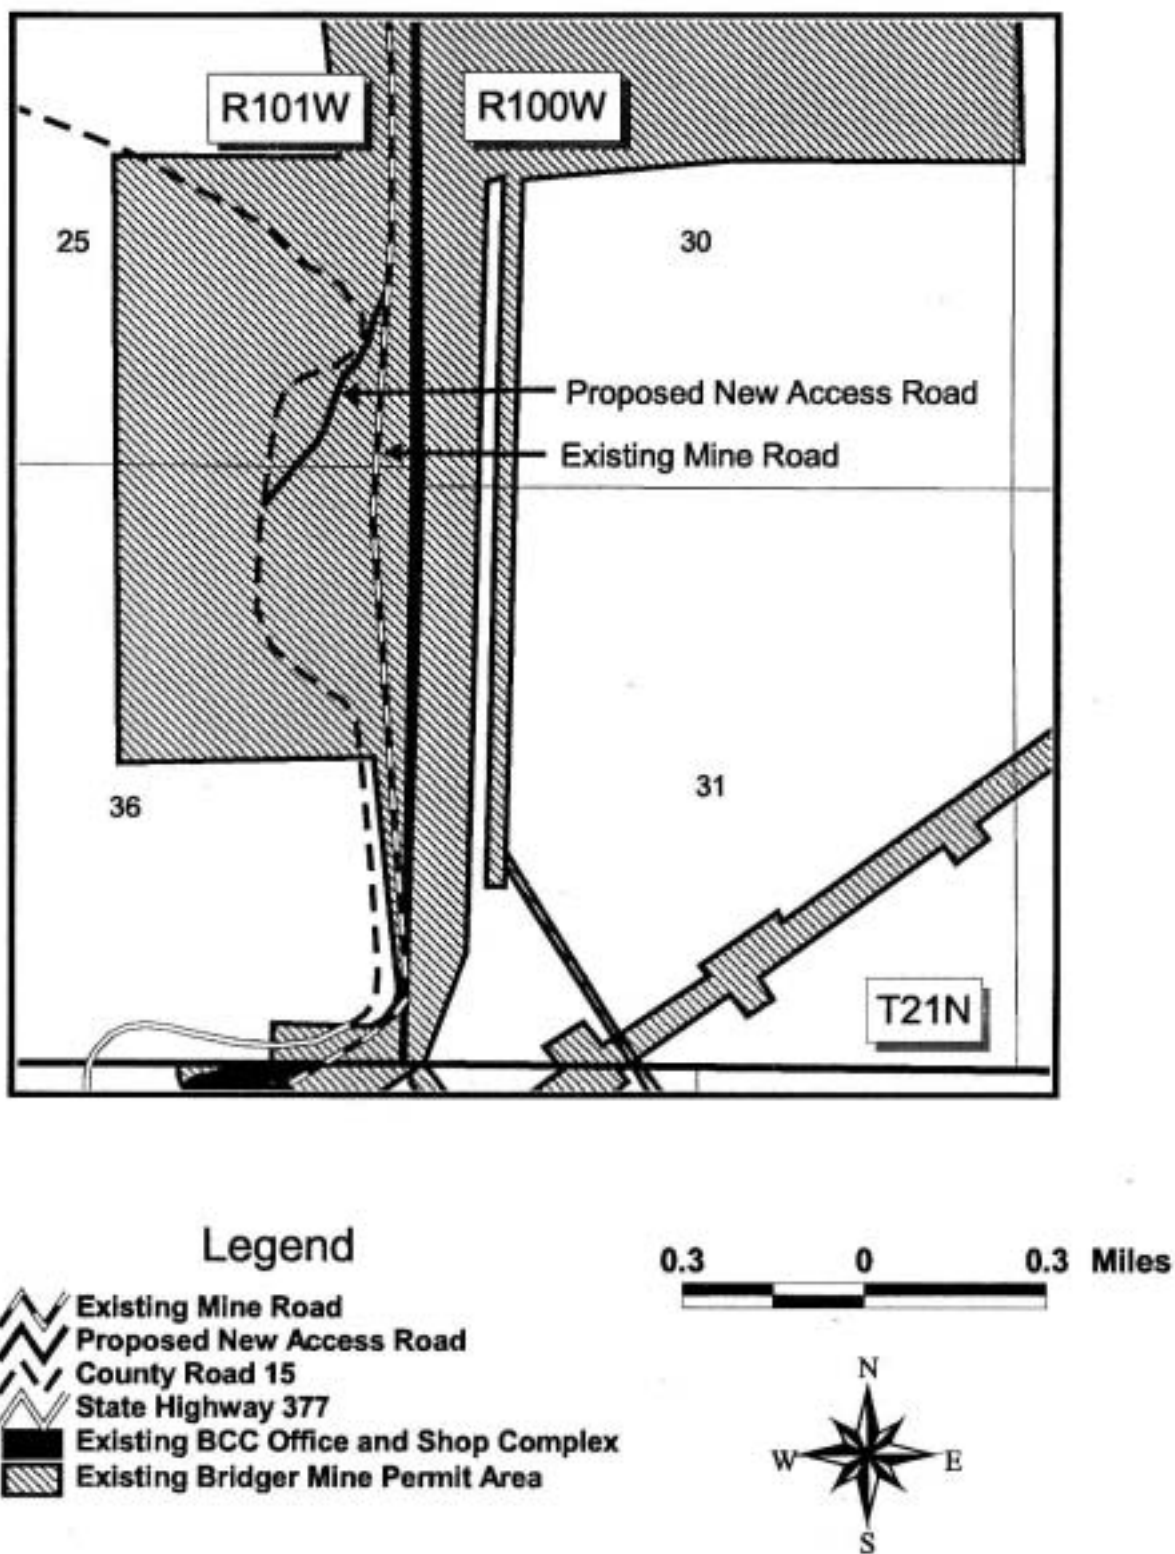 R101W
R100W
25
30
Proposed New Access Road
Existing Mine Road
36
31
T21N
Legend
Existing Mine Road
Proposed New Access Road
County Road 15
State Highway 377
Existing BCC Office and Shop Complex
Existing Bridger Mine Permit Area
0.3 0 0.3 Miles
N
W E
S